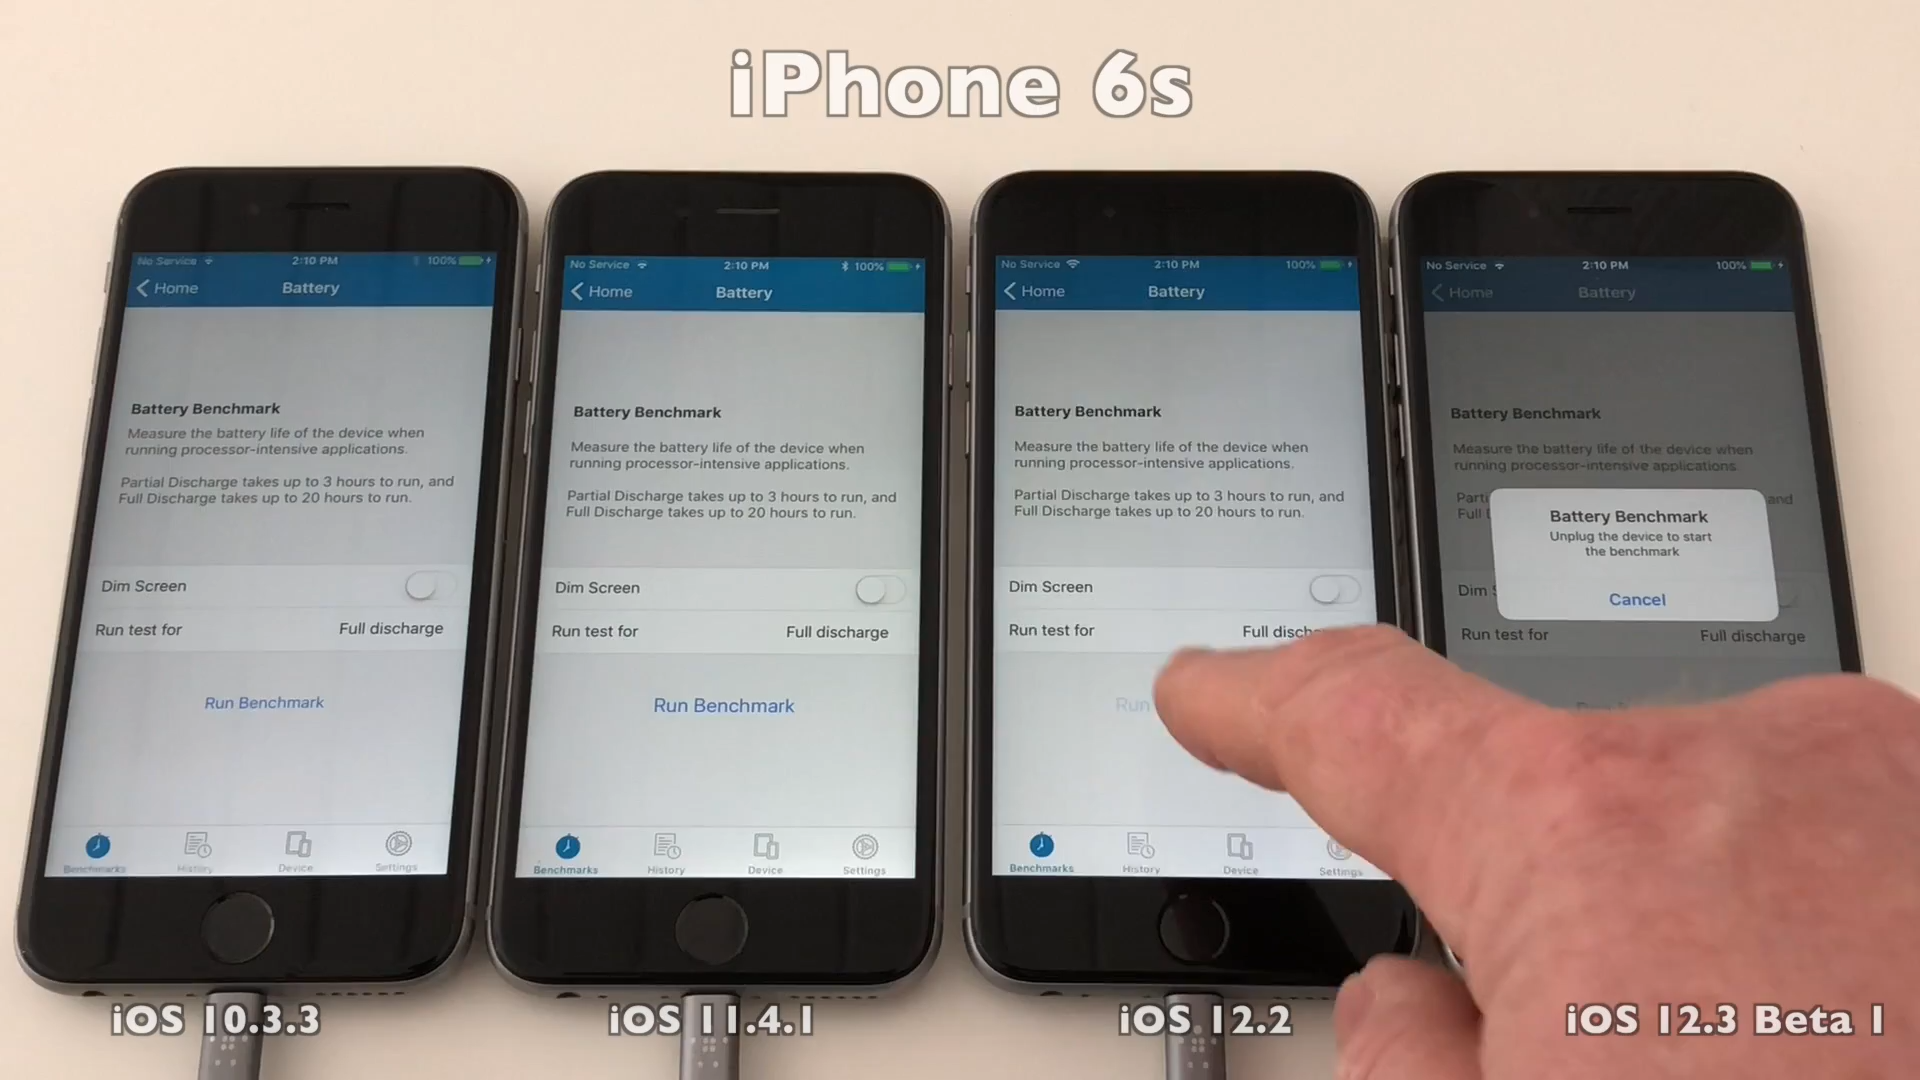 iPhone 6s
No Service
2:10 PM
100%
Home
Battery
Battery Benchmark
Measure the battery life of the device when
running processor-intensive applications.
Partial Discharge takes up to 3 hours to run, and
Full Discharge takes up to 20 hours to run.
Dim Screen
Run test for
Full discharge
Run Benchmark
Benchmarks
History
Device
Settings
iOS 10.3.3
No Service
2:10 PM
100%
Home
Battery
Battery Benchmark
Measure the battery life of the device when
running processor-intensive applications.
Partial Discharge takes up to 3 hours to run, and
Full Discharge takes up to 20 hours to run.
Dim Screen
Run test for
Full discharge
Run Benchmark
Benchmarks
History
Device
Settings
iOS 11.4.1
No Service
2:10 PM
100%
Home
Battery
Battery Benchmark
Measure the battery life of the device when
running processor-intensive applications.
Partial Discharge takes up to 3 hours to run, and
Full Discharge takes up to 20 hours to run.
Dim Screen
Run test for
Full
Run
Benchmarks
History
Device
Settings
iOS 12.2
No Service
2:10 PM
100%
Home
Battery
Battery Benchmark
Measure the battery life of the device when
running processor-intensive applications.
and
Full
Battery Benchmark
Unplug the device to start
the benchmark
Cancel
Dim
Run test for
Full discharge
iOS 12.3 Beta 1